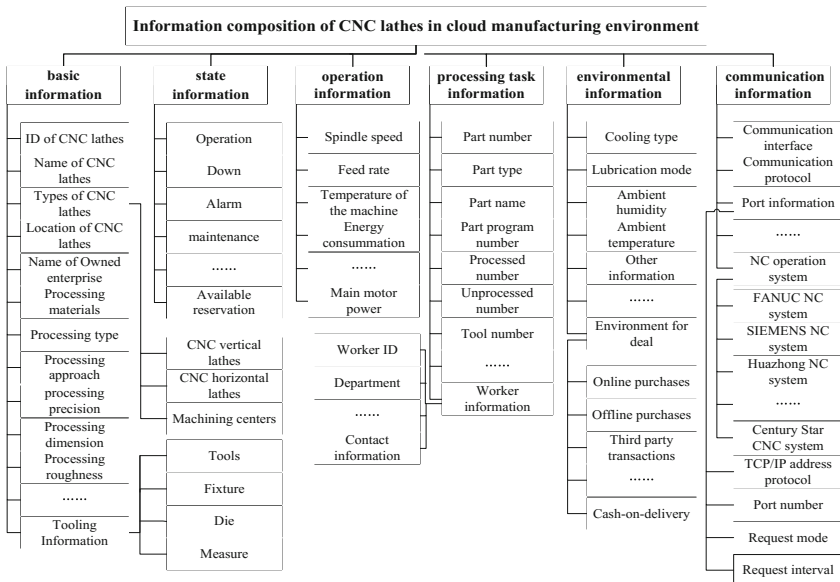 Information composition of CNC lathes in cloud manufacturing environment
basic
information
ID of CNC lathes
Name of CNC
lathes
Types of CNC
lathes
Location of CNC
lathes
Name of Owned
enterprise
Processing
materials
Processing type
Processing
approach
processing
precision
Processing
dimension
Processing
roughness
……
Tooling
Information
state
information
Operation
Down
Alarm
maintenance
……
Available
reservation
CNC vertical
lathes
CNC horizontal
lathes
Machining centers
Tools
Fixture
Die
Measure
operation
information
Spindle speed
Feed rate
Temperature of
the machine
Energy
consummation
……
Main motor
power
Worker ID
Department
……
Contact
information
processing task
information
Part number
Part type
Part name
Part program
number
Processed
number
Unprocessed
number
Tool number
……
Worker
information
environmental
information
Cooling type
Lubrication mode
Ambient
humidity
Ambient
temperature
Other
information
……
Environment for
deal
Online purchases
Offline purchases
Third party
transactions
……
Cash-on-delivery
communication
information
Communication
interface
Communication
protocol
Port information
……
NC operation
system
FANUC NC
system
SIEMENS NC
system
Huazhong NC
system
……
Century Star
CNC system
TCP/IP address
protocol
Port number
Request mode
Request interval